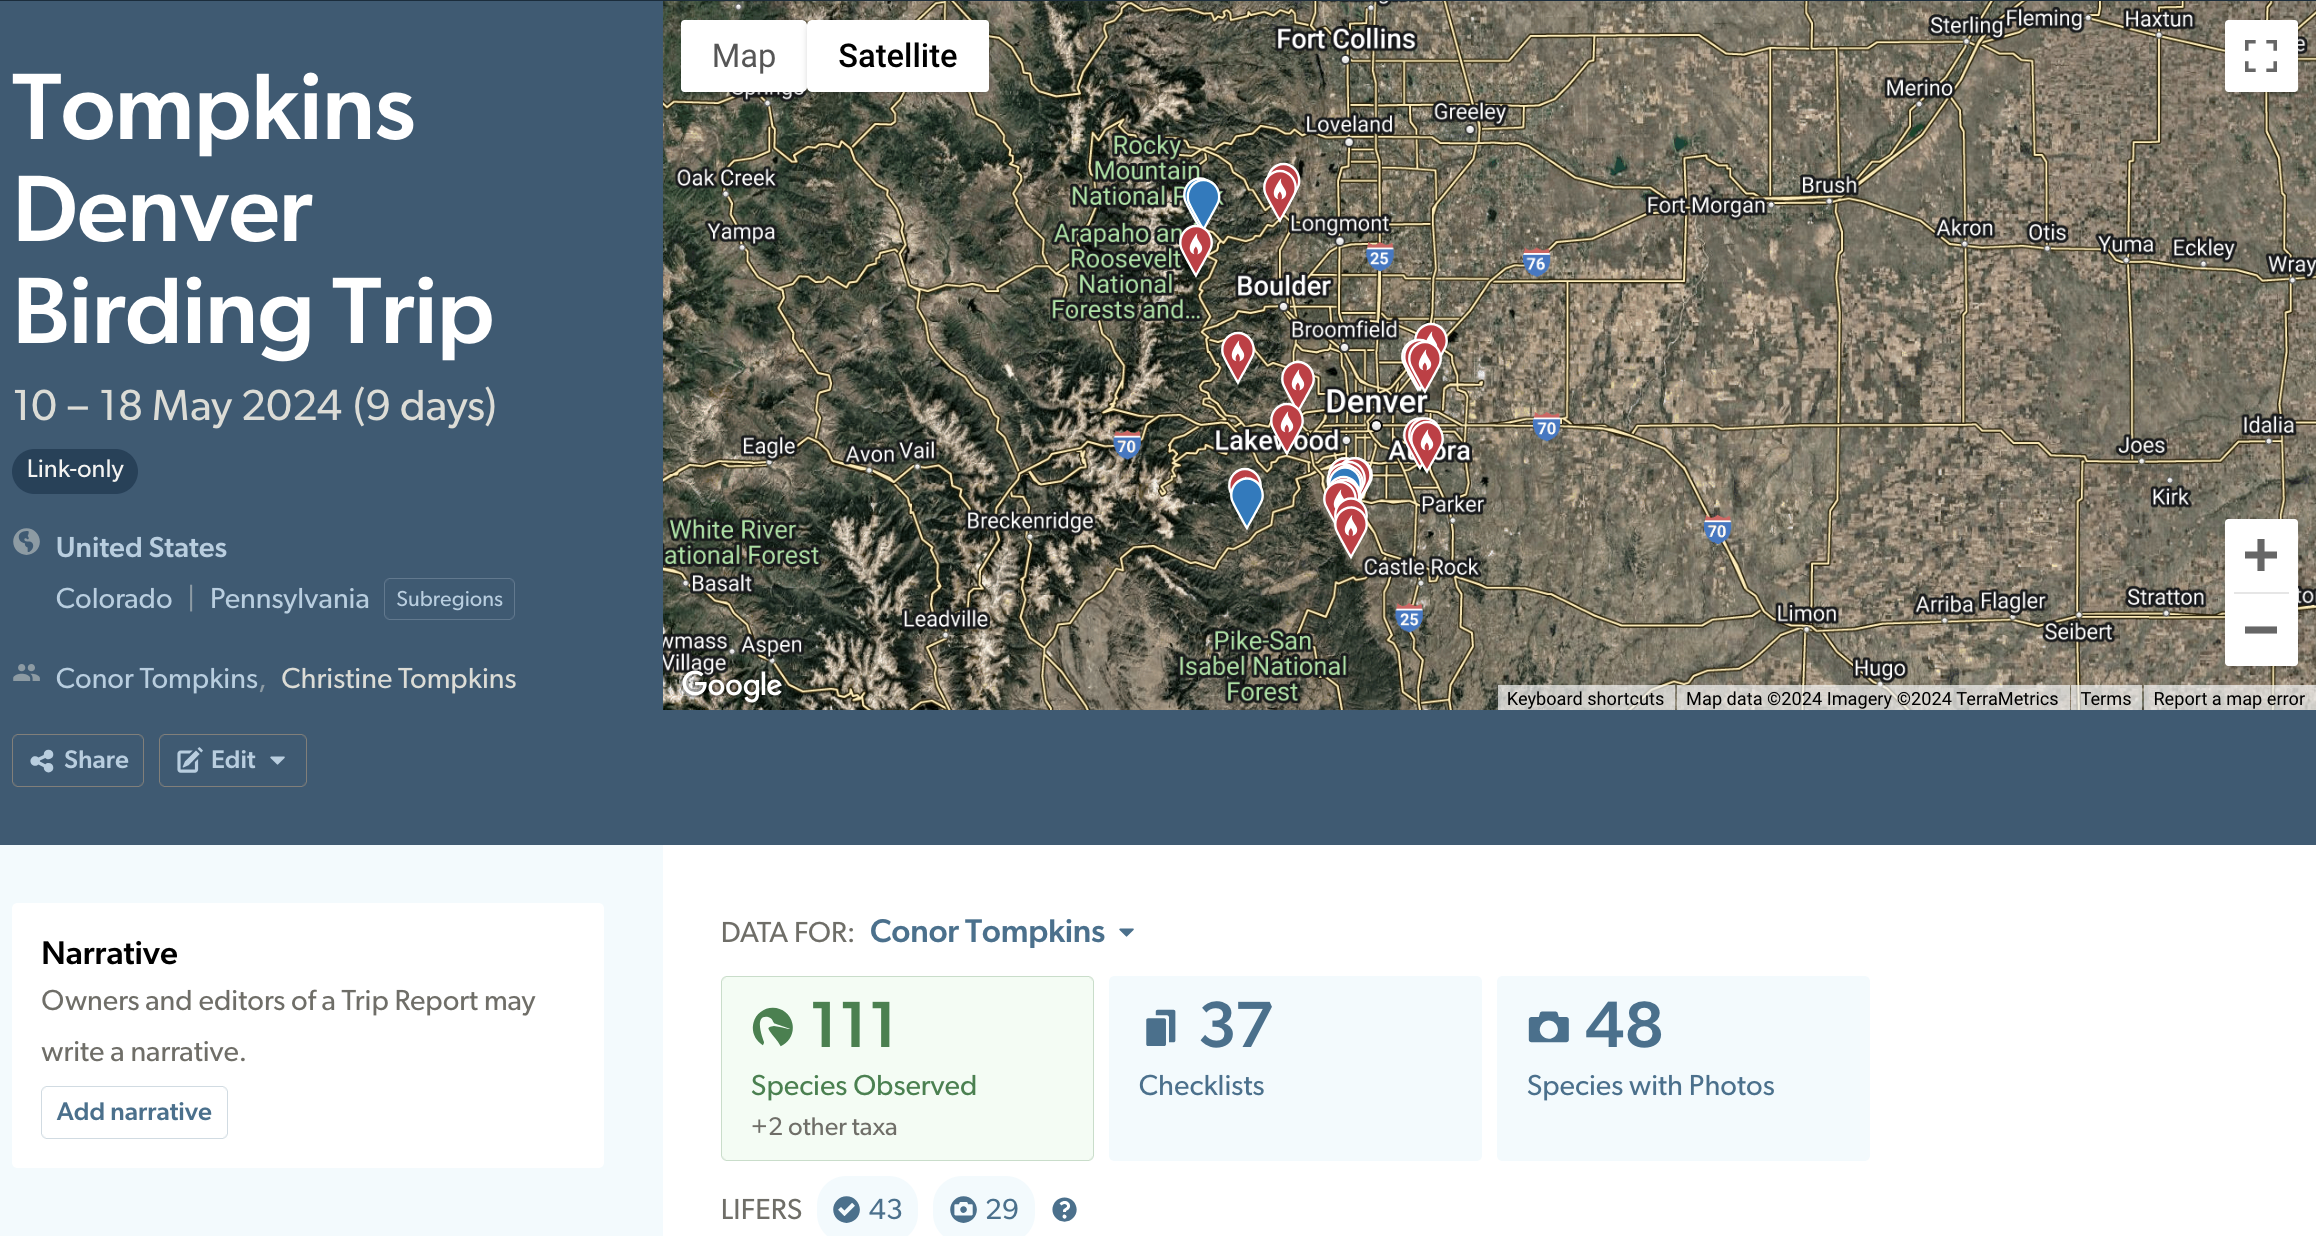 Tompkins
Denver
Birding Trip
10 – 18 May 2024 (9 days)
Link-only
United States
Colorado | Pennsylvania Subregions
Conor Tompkins, Christine Tompkins
Share Edit
Map Satellite
Fort Collins
Sterling
Fleming
Haxtun
Merino
Greeley
Loveland
Rocky
Mountain
National
Oak Creek
Yampa
Longmont
Arapaho an
Roosevelt
National
Forests and...
25
76
Brush
Fort Morgan
Akron
Otis
Yuma
Eckley
Wray
Boulder
Broomfield
Denver
Lakewood
Aurora
70
70
Idalia
Joes
Eagle
Avon
Vail
Parker
Kirk
Breckenridge
White River
ational Forest
Basalt
70
Castle Rock
Leadville
25
Limon
Arriba
Flagler
Stratton
Seibert
wmass
Village
Aspen
Pike-San
Isabel National
Forest
Hugo
Google
Keyboard shortcuts Map data ©2024 Imagery ©2024 TerraMetrics Terms Report a map error
Narrative
Owners and editors of a Trip Report may
write a narrative.
Add narrative
DATA FOR: Conor Tompkins
111
Species Observed
+2 other taxa
37
Checklists
48
Species with Photos
LIFERS 43 29 ?